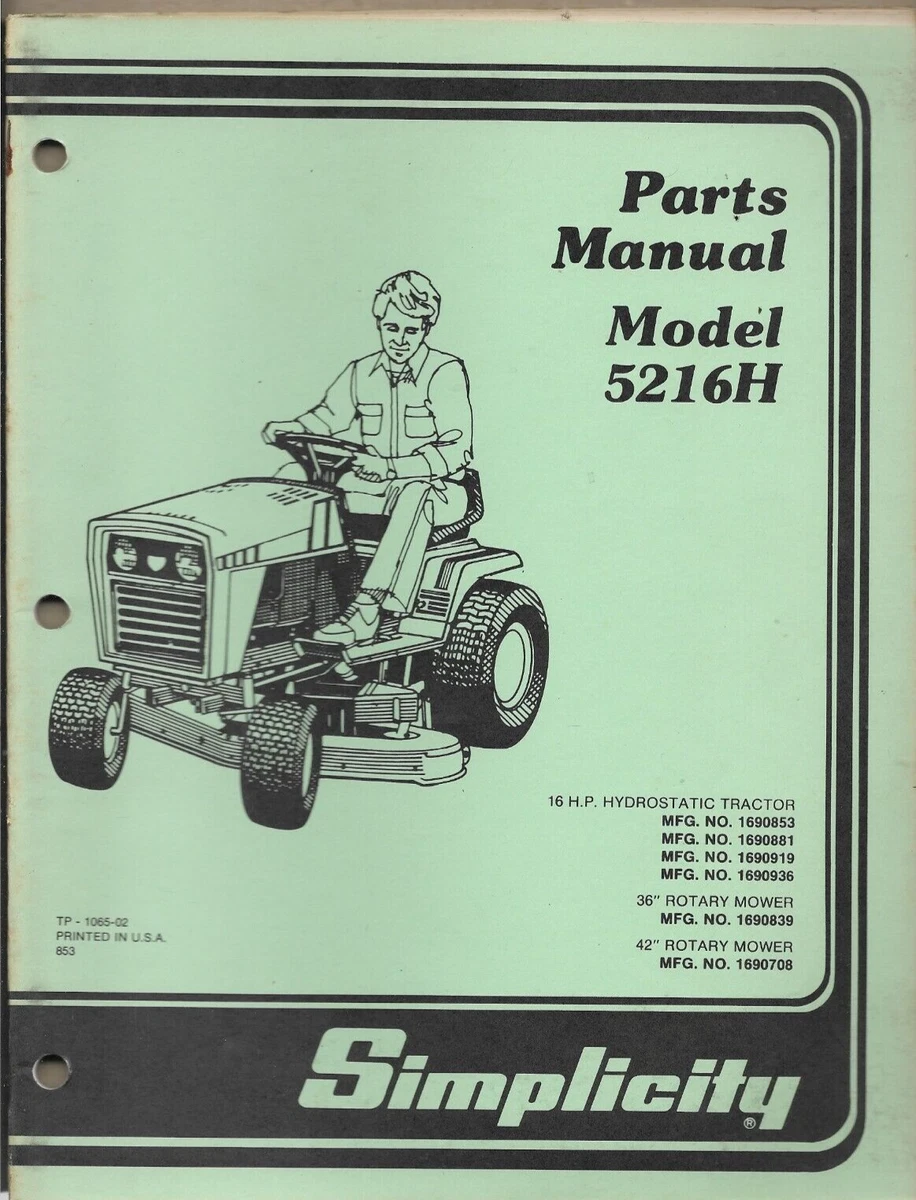 Parts
Manual
Model
5216H
16 H.P. HYDROSTATIC TRACTOR
MFG. NO. 1690853
MFG. NO. 1690881
MFG. NO. 1690919
MFG. NO. 1690936
36" ROTARY MOWER
MFG. NO. 1690839
42" ROTARY MOWER
MFG. NO. 1690708
TP - 1065-02
PRINTED IN U.S.A.
853
Simplicity®